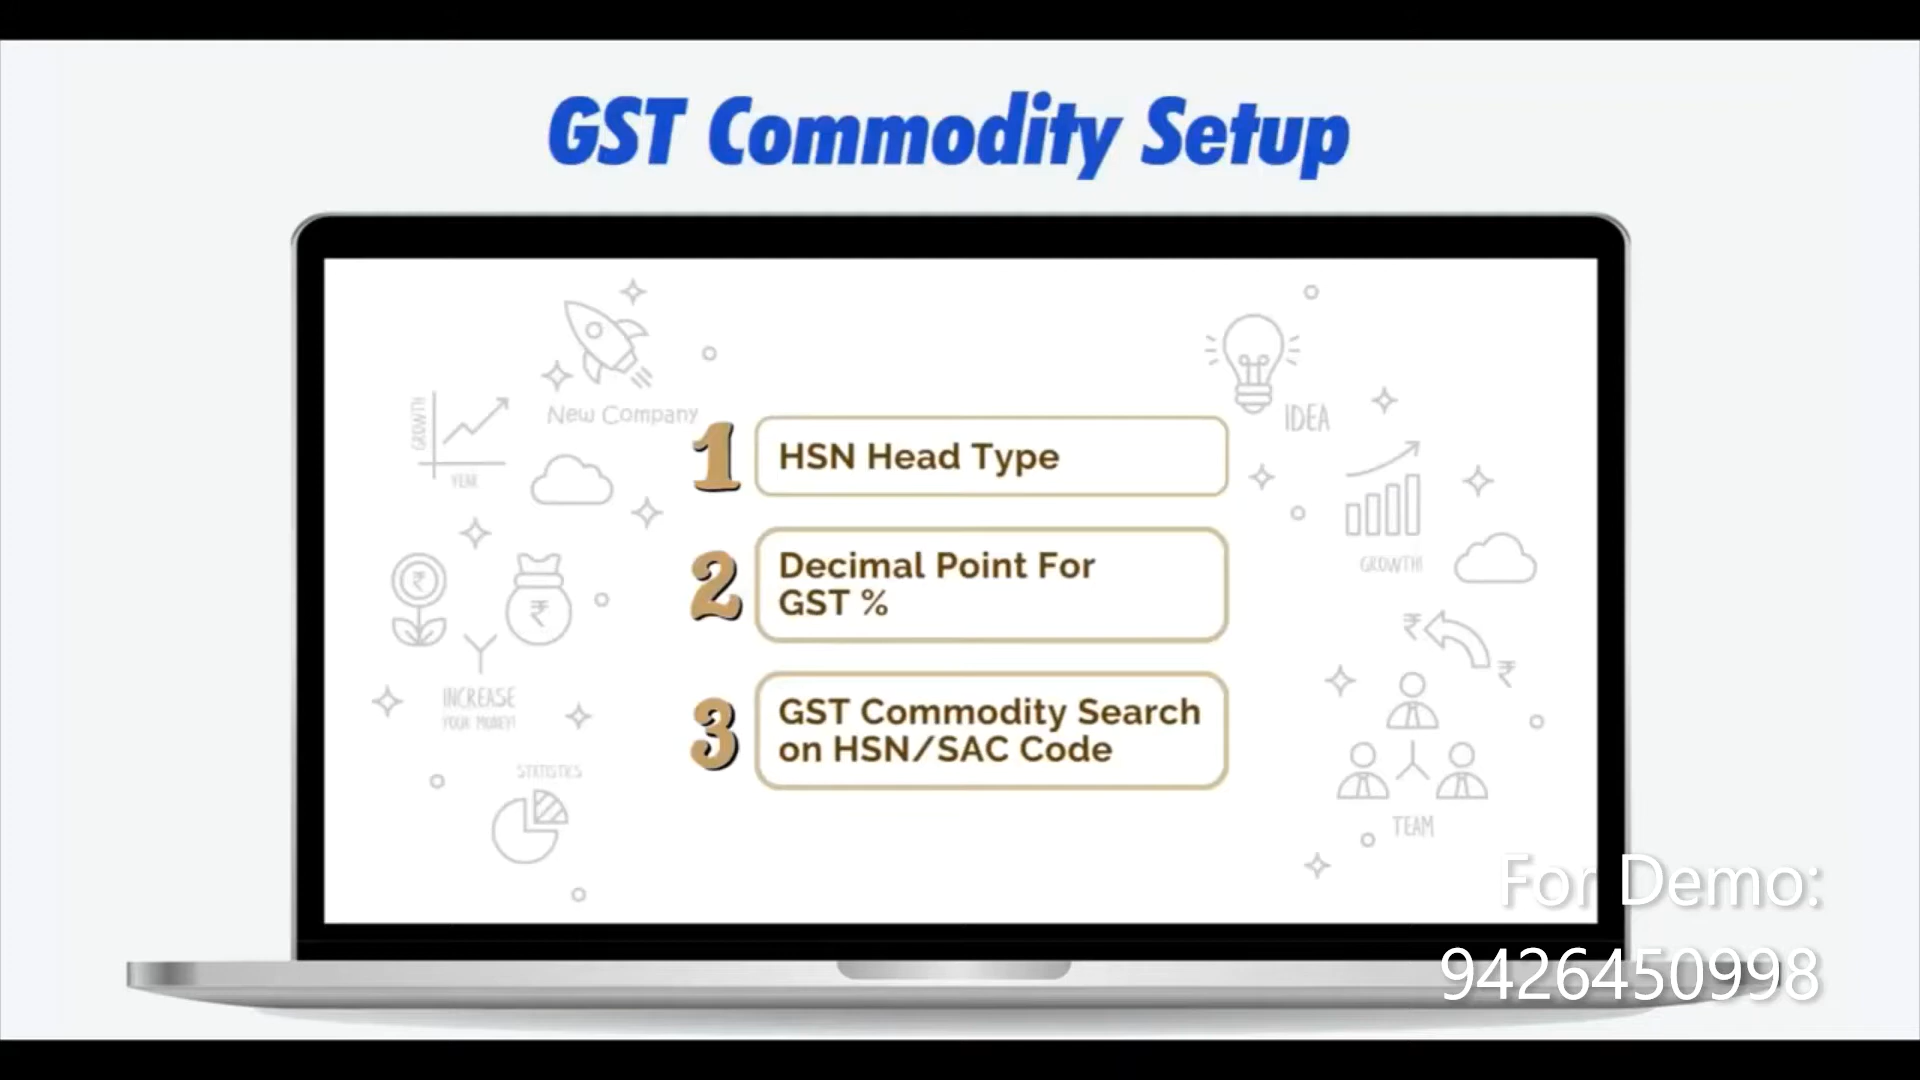 GST Commodity Setup
New Company
GROWTH
YEAR
IDEA
1 HSN Head Type
2 Decimal Point For
GST %
3 GST Commodity Search
on HSN/SAC Code
GROWTH!
₹
₹
₹
₹
INCREASE
YOUR MONEY!
STATISTICS
TEAM
For Demo:
9426450998